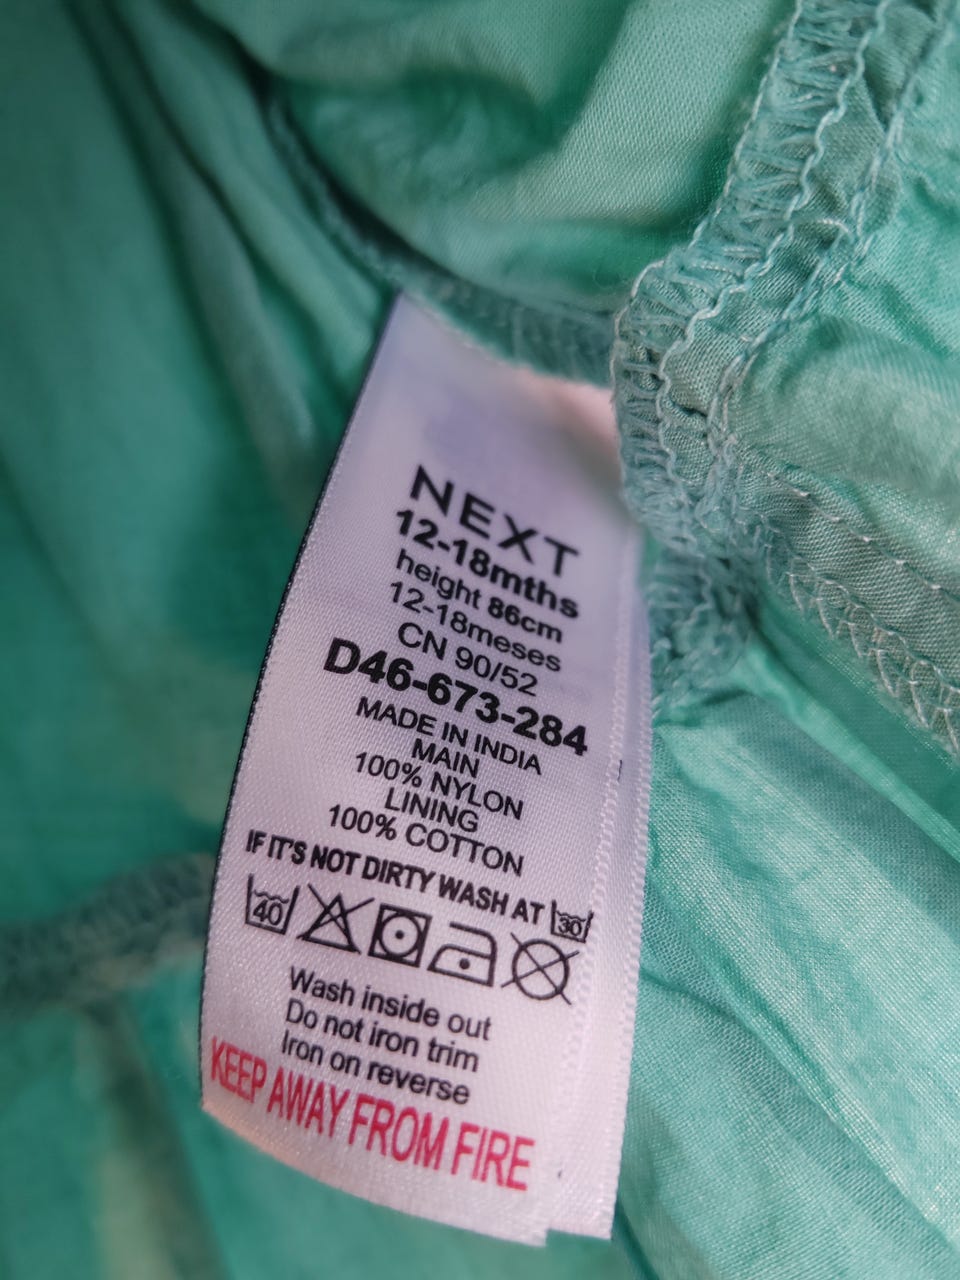 NEXT
12-18mths
height 86cm
12-18meses
CN 90/52
D46-673-284
MADE IN INDIA
MAIN
100% NYLON
LINING
100% COTTON
IF IT'S NOT DIRTY WASH AT 30
40
Wash inside out
Do not iron trim
Iron on reverse
KEEP AWAY FROM FIRE